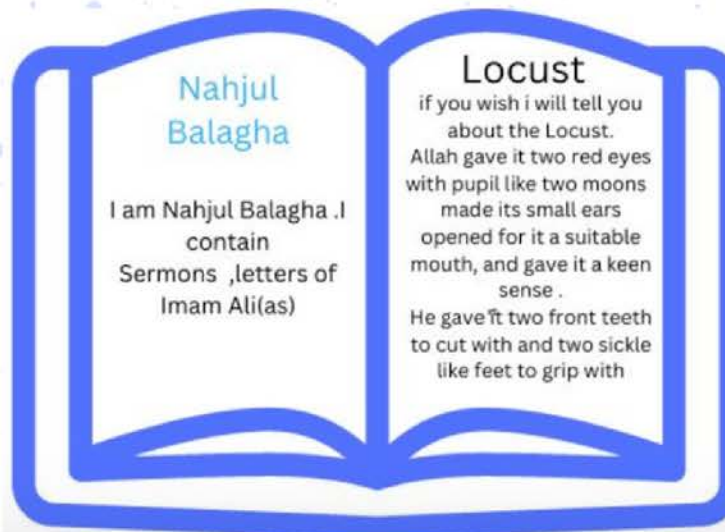 Nahjul
Balagha
I am Nahjul Balagha .I
contain
Sermons ,letters of
Imam Ali(as)
Locust
if you wish i will tell you
about the Locust.
Allah gave it two red eyes
with pupil like two moons
made its small ears
opened for it a suitable
mouth, and gave it a keen
sense .
He gave it two front teeth
to cut with and two sickle
like feet to grip with